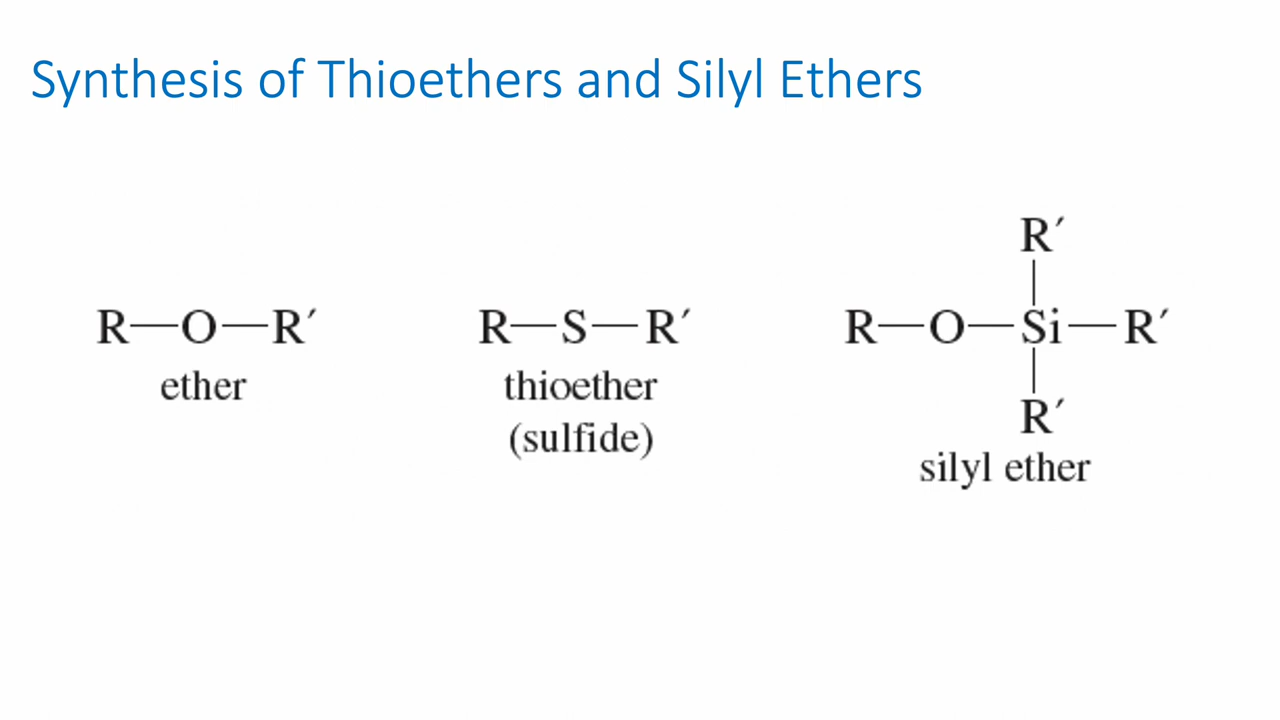 Synthesis of Thioethers and Silyl Ethers
R—O—R′
ether
R—S—R′
thioether
(sulfide)
R′
R—O—Si—R′
R′
silyl ether